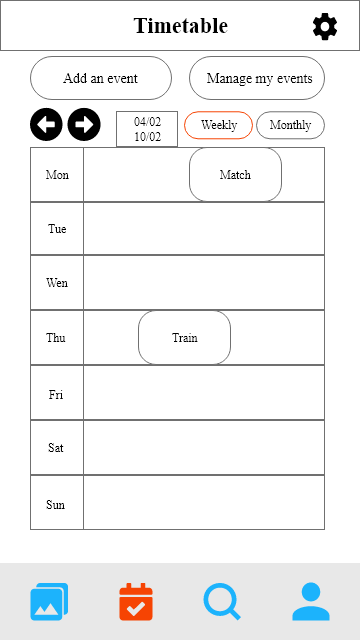 Timetable
Add an event
Manage my events
04/02
10/02
Weekly
Monthly
Mon
Match
Tue
Wen
Thu
Train
Fri
Sat
Sun